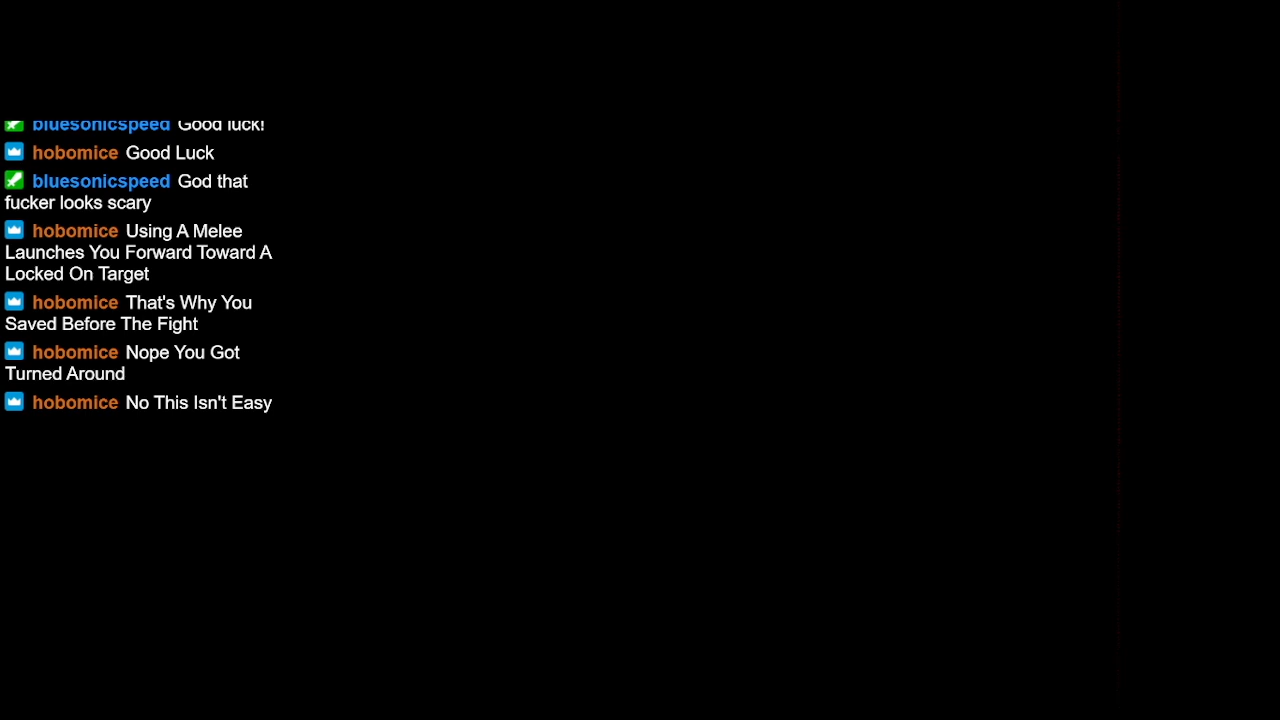 bluesonicspeed Good luck!
hobomice Good Luck
bluesonicspeed God that
fucker looks scary
hobomice Using A Melee
Launches You Forward Toward A
Locked On Target
hobomice That's Why You
Saved Before The Fight
hobomice Nope You Got
Turned Around
hobomice No This Isn't Easy